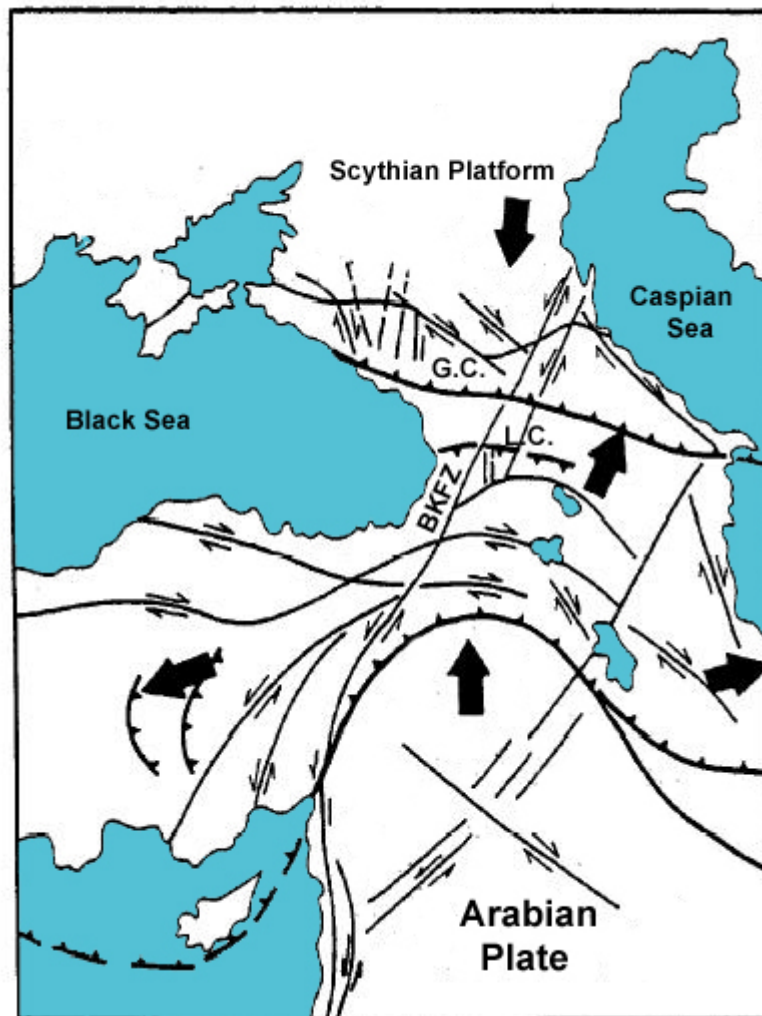 Scythian Platform
Caspian
Sea
G.C.
Black Sea
L.C.
BKFZ
Arabian
Plate